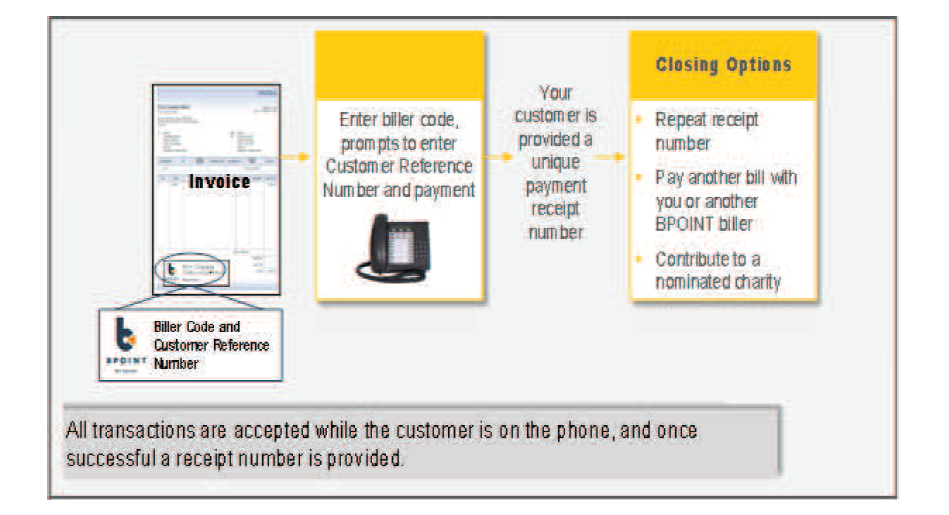 Invoice
BPOINT
Biller Code and
Customer Reference
Number
Enter biller code,
prompts to enter
Customer Reference
Number and payment
Your
customer is
provided a
unique
payment
receipt
number
Closing Options
Repeat receipt
number
Pay another bill with
you or another
BPOINT biller
Contribute to a
nominated charity
All transactions are accepted while the customer is on the phone, and once
successful a receipt number is provided.